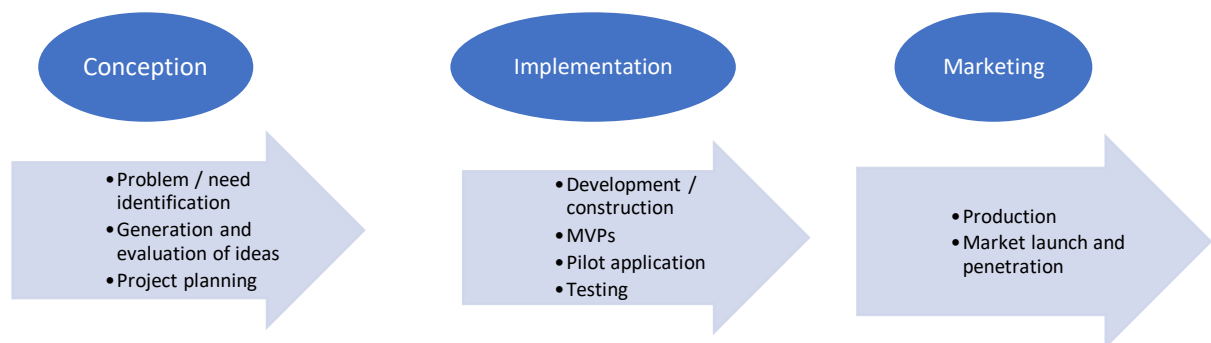 Conception
•Problem / need
identification
•Generation and
evaluation of ideas
•Project planning
Implementation
•Development /
construction
•MVPs
•Pilot application
•Testing
Marketing
•Production
•Market launch and
penetration